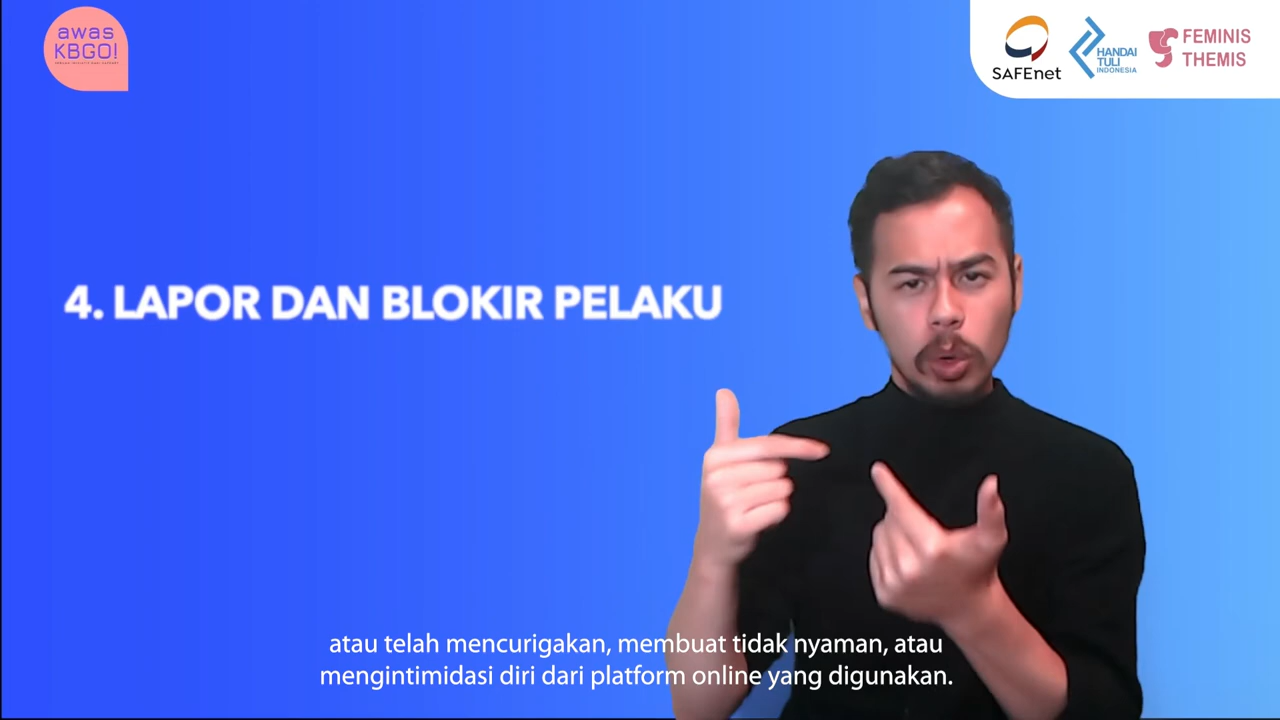 awas
KBGO!
SAFEnet
HANDAI
TULI
INDONESIA
FEMINIS
THEMIS
4. LAPOR DAN BLOKIR PELAKU
atau telah mencurigakan, membuat tidak nyaman, atau
mengintimidasi diri dari platform online yang digunakan.